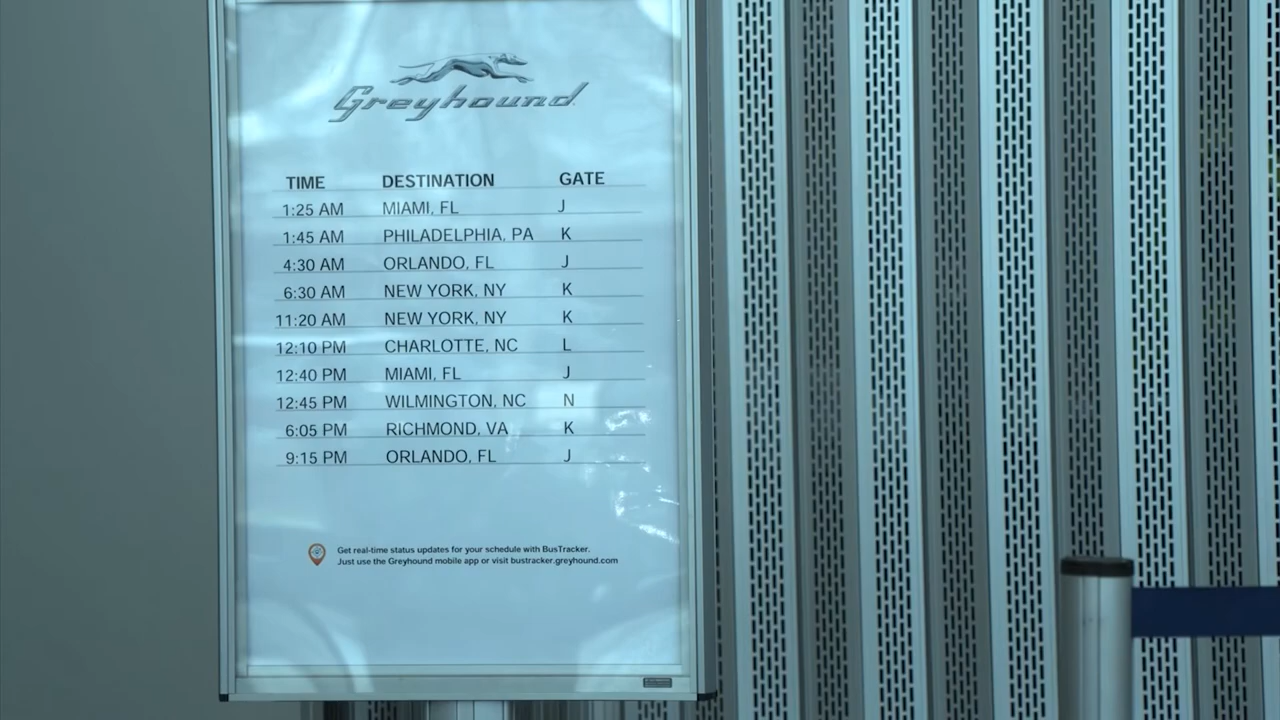 Greyhound
TIME DESTINATION GATE
1:25 AM MIAMI, FL J
1:45 AM PHILADELPHIA, PA K
4:30 AM ORLANDO, FL J
6:30 AM NEW YORK, NY K
11:20 AM NEW YORK, NY K
12:10 PM CHARLOTTE, NC L
12:40 PM MIAMI, FL J
12:45 PM WILMINGTON, NC N
6:05 PM RICHMOND, VA K
9:15 PM ORLANDO, FL J
Get real-time status updates for your schedule with BusTracker.
Just use the Greyhound mobile app or visit bustracker.greyhound.com